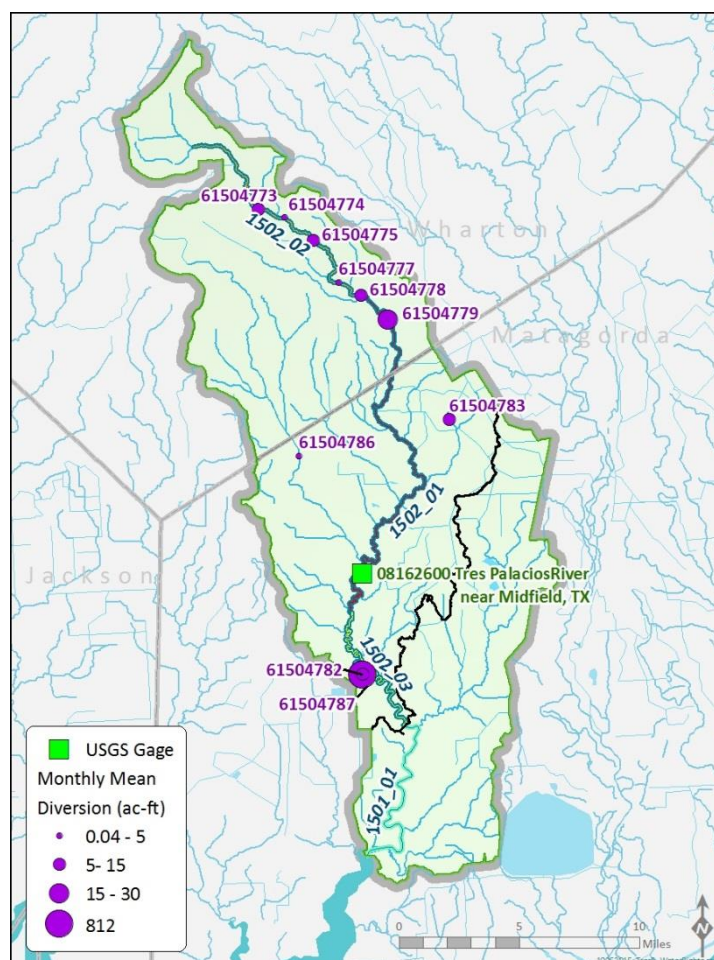 61504773
61504774
61504775
1502_02
Wharton
61504777
61504778
61504779
Matagorda
61504783
61504786
1502_01
Jackson
08162600 Tres PalaciosRiver
near Midfield, TX
1502_03
61504782
61504787
1501_01
USGS Gage
Monthly Mean
Diversion (ac-ft)
0.04 - 5
5- 15
15 - 30
812
0 5 10
Miles
N